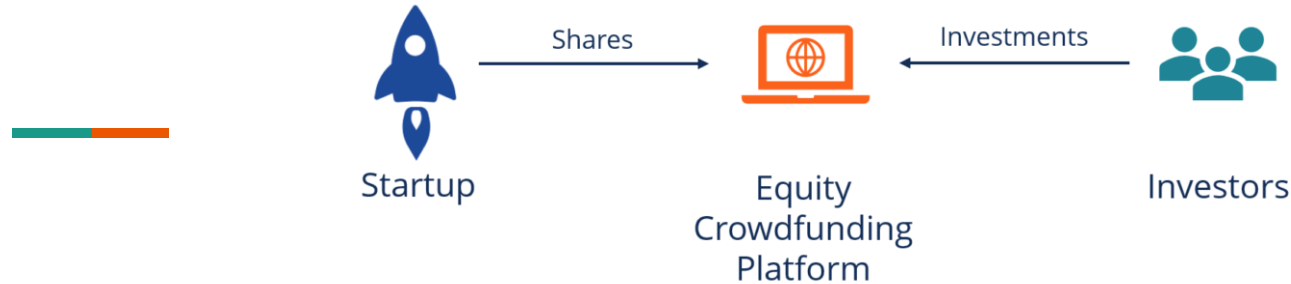 Shares
Investments
Startup
Equity
Crowdfunding
Platform
Investors